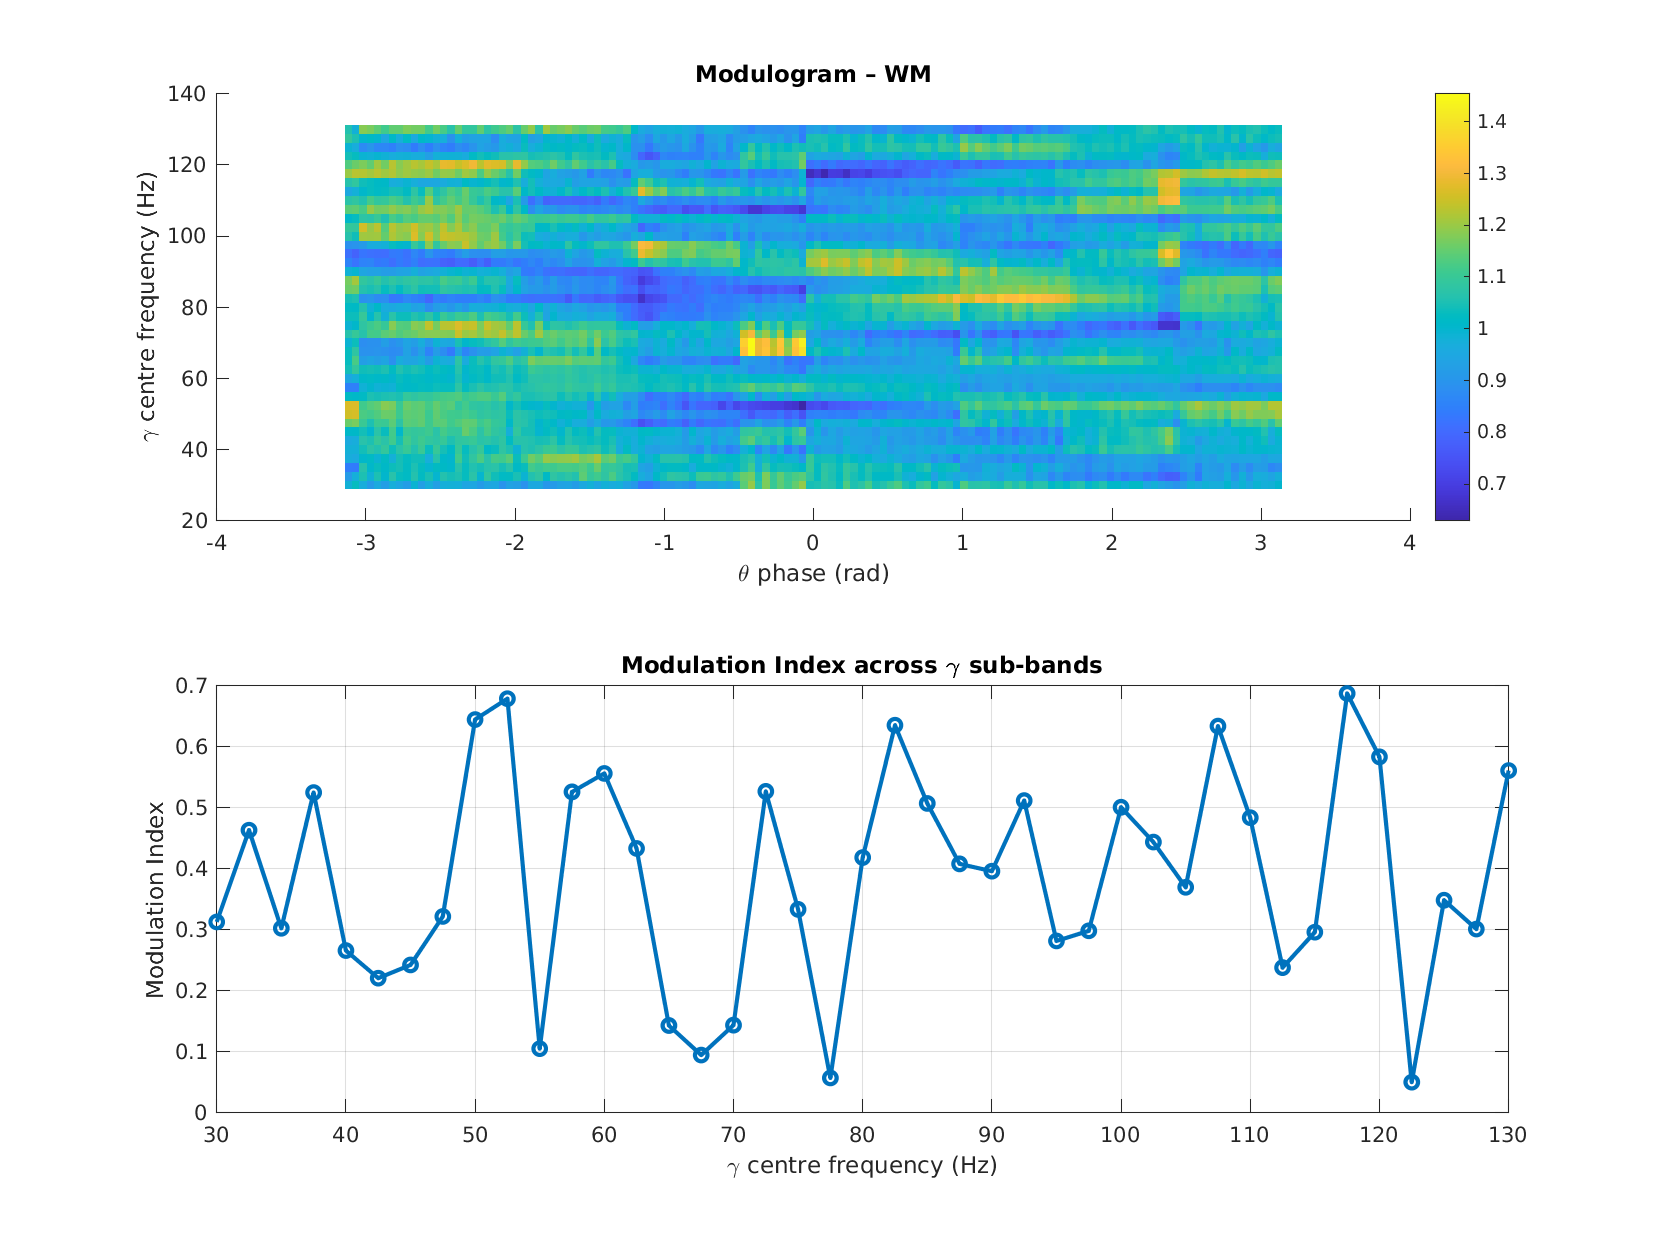 Modulogram – WM
140
120
100
80
60
40
20
γ centre frequency (Hz)
-4 -3 -2 -1 0 1 2 3 4
θ phase (rad)
1.4
1.3
1.2
1.1
1
0.9
0.8
0.7
Modulation Index across γ sub-bands
0.7
0.6
0.5
0.4
0.3
0.2
0.1
0
Modulation Index
30 40 50 60 70 80 90 100 110 120 130
γ centre frequency (Hz)